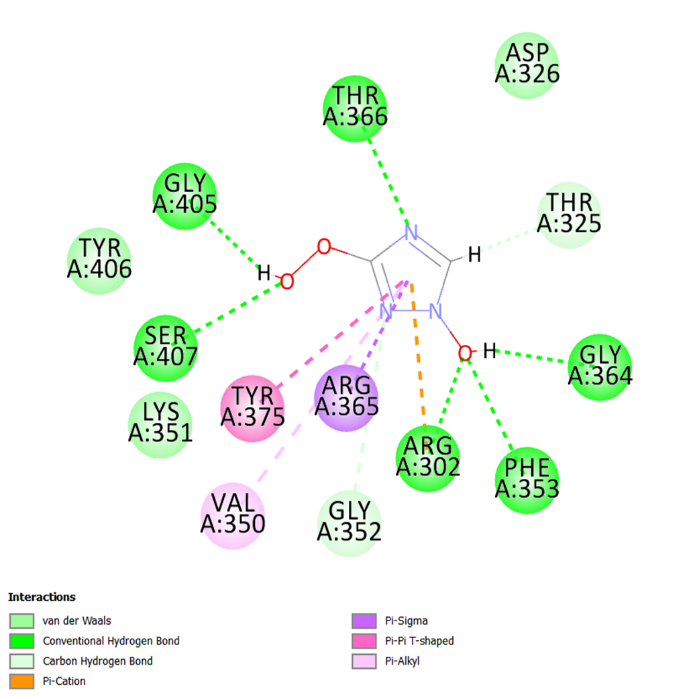 ASP
A:326
THR
A:366
GLY
A:405
THR
A:325
N
H
O
TYR
A:406
H
O
N
N
SER
A:407
O
H
GLY
A:364
TYR
A:375
ARG
A:365
LYS
A:351
ARG
A:302
PHE
A:353
VAL
A:350
GLY
A:352
Interactions
van der Waals
Conventional Hydrogen Bond
Carbon Hydrogen Bond
Pi-Cation
Pi-Sigma
Pi-Pi T-shaped
Pi-Alkyl